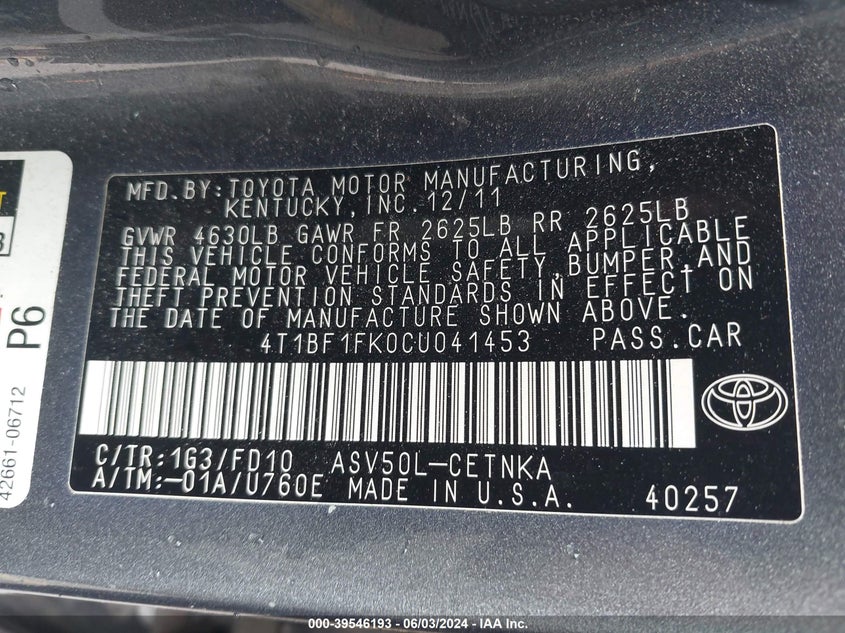 MFD.BY:TOYOTA MOTOR MANUFACTURING,
KENTUCKY,INC.12/11
GVWR 4630LB GAWR FR 2625LB RR 2625LB
THIS VEHICLE CONFORMS TO ALL APPLICABLE
FEDERAL MOTOR VEHICLE SAFETY,BUMPER,AND
THEFT PREVENTION STANDARDS IN EFFECT ON
THE DATE OF MANUFACTURE SHOWN ABOVE.
4T1BF1FK0CU041453 PASS.CAR
C/TR:1G3/FD10 ASV50L-CETNKA
A/TM:-01A/U760E MADE IN U.S.A. 40257
P6
42661-06712
000-39546193 - 06/03/2024 - IAA Inc.